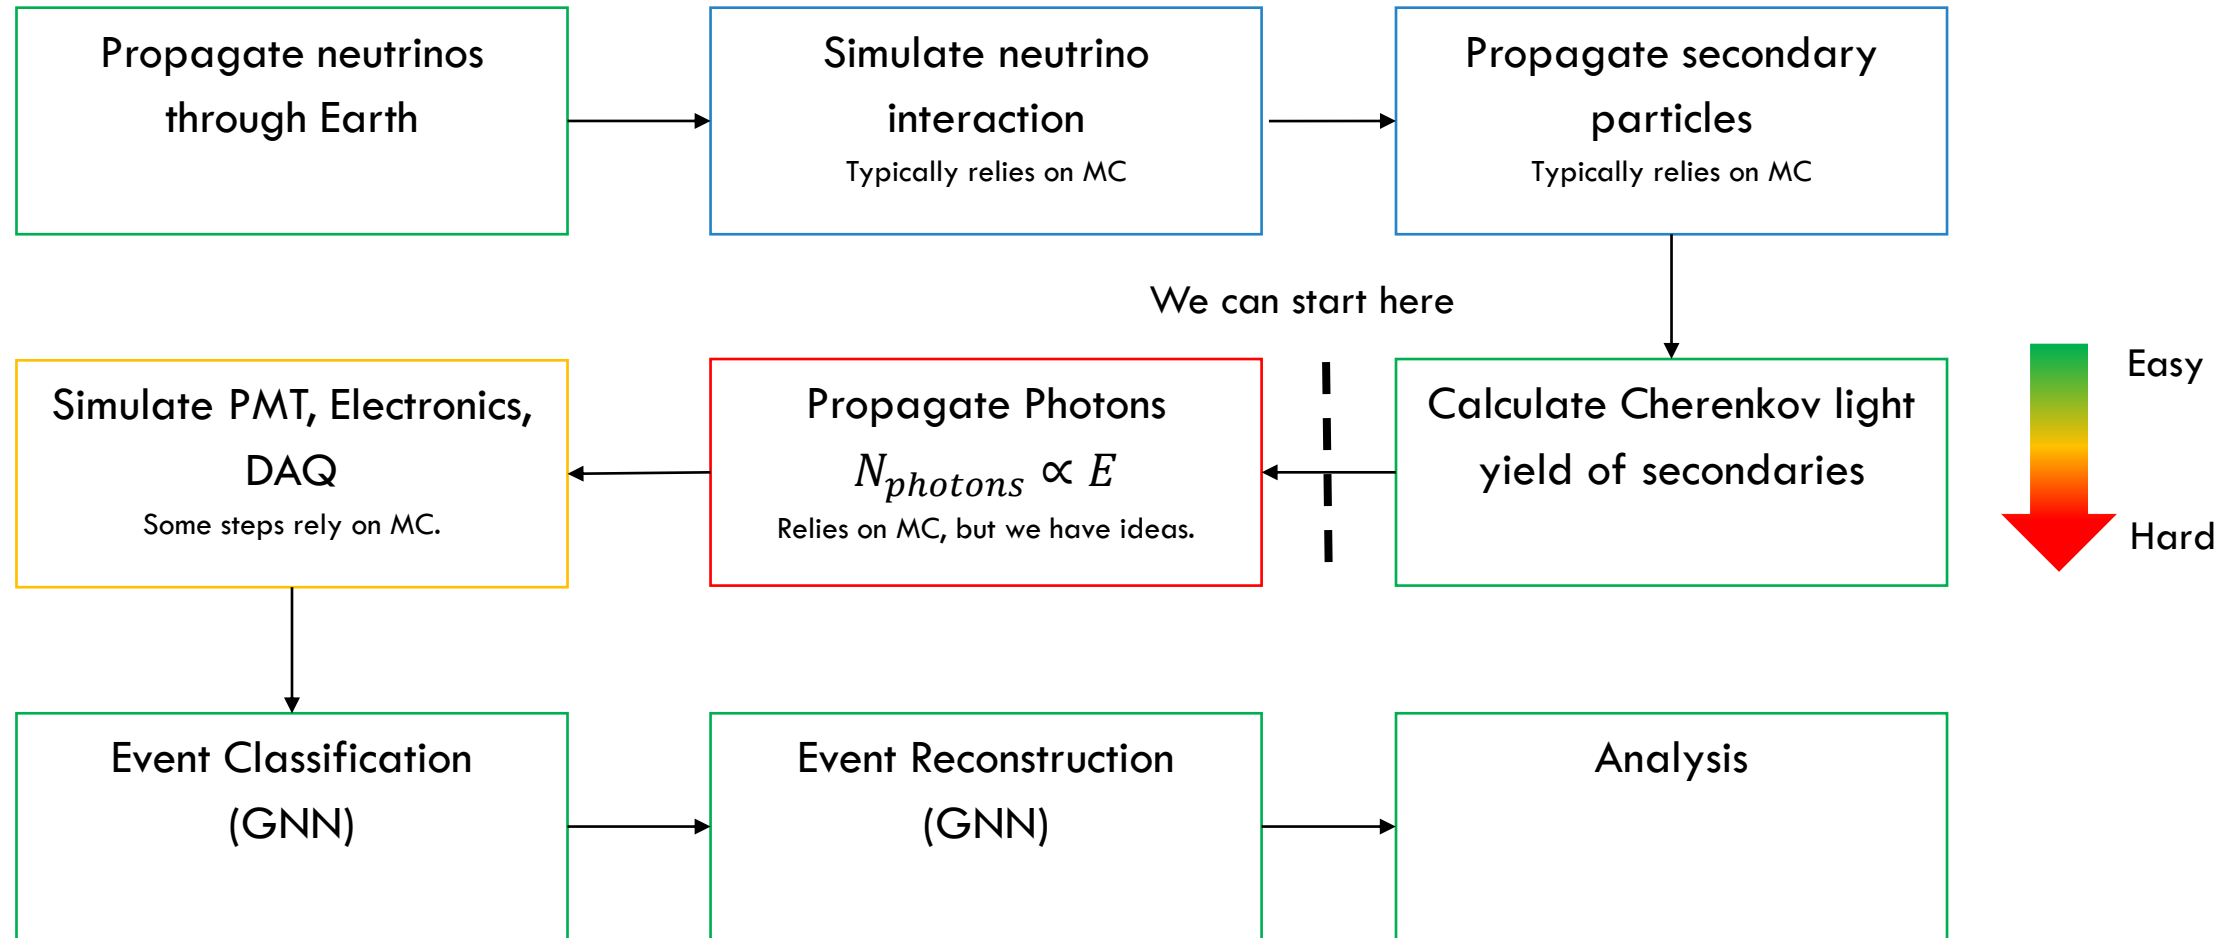 Propagate neutrinos
through Earth
Simulate neutrino
interaction
Typically relies on MC
Propagate secondary
particles
Typically relies on MC
We can start here
Simulate PMT, Electronics,
DAQ
Some steps rely on MC.
Propagate Photons
N_{photons} ∝ E
Relies on MC, but we have ideas.
Calculate Cherenkov light
yield of secondaries
Easy
Hard
Event Classification
(GNN)
Event Reconstruction
(GNN)
Analysis